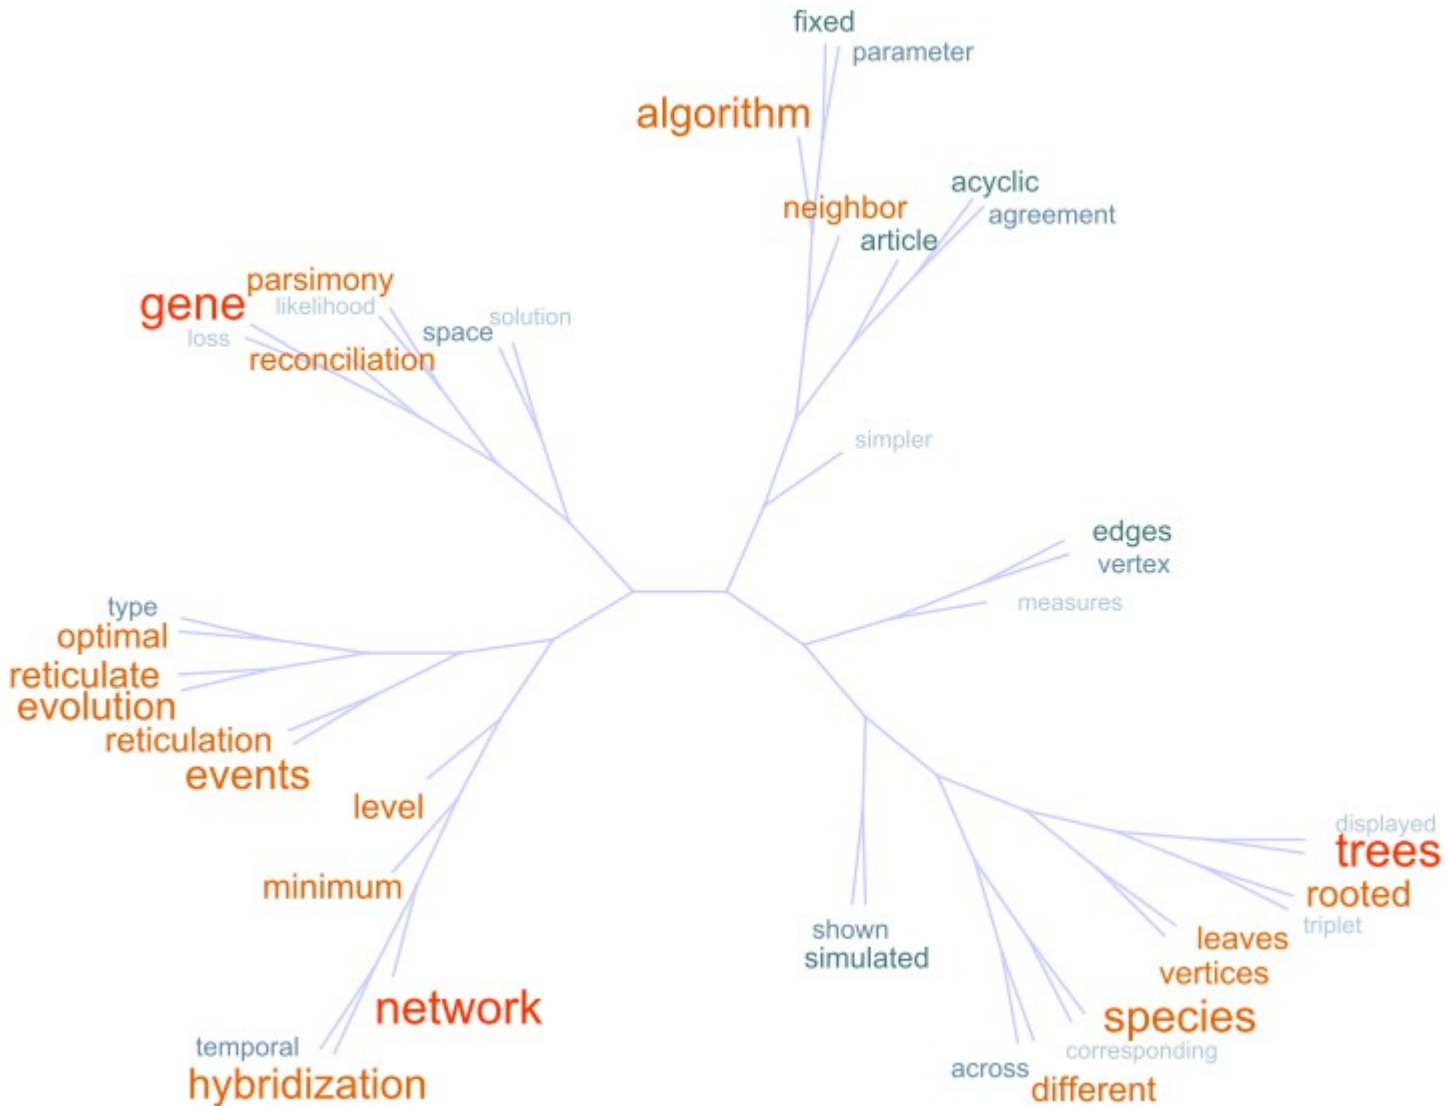 fixed
parameter
algorithm
acyclic
neighbor
agreement
article
parsimony
gene
likelihood
solution
space
loss
reconciliation
simpler
edges
vertex
measures
type
optimal
reticulate
evolution
reticulation
events
level
displayed
trees
minimum
rooted
triplet
shown
leaves
simulated
vertices
network
species
temporal
corresponding
across
hybridization
different